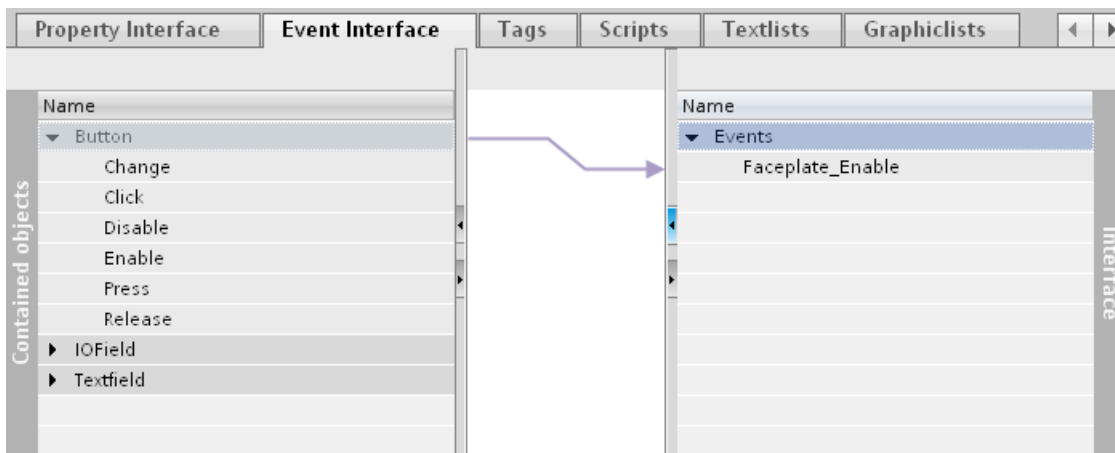 Property Interface Event Interface Tags Scripts Textlists Graphiclists
Contained objects
Name
Button
Change
Click
Disable
Enable
Press
Release
IOField
Textfield
Name
Events
Faceplate_Enable
Interface